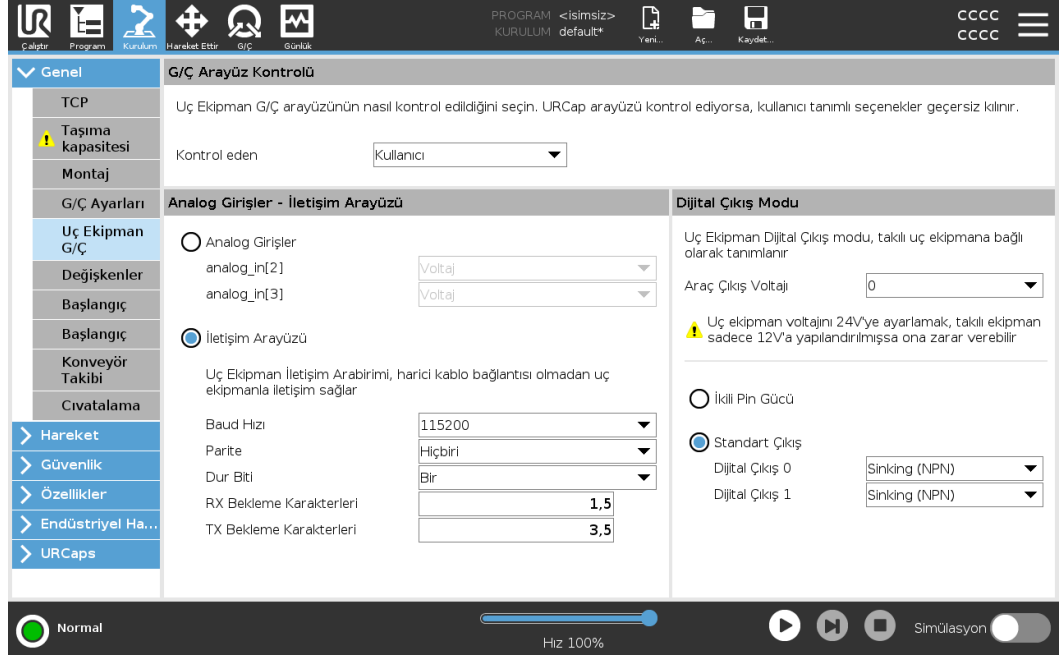 PROGRAM <isimsiz>
KURULUM default*
Çalıştır
Program
Kurulum
Hareket Ettir
G/Ç
Günlük
Yeni...
Aç...
Kaydet...
CCCC
CCCC
Genel
TCP
Taşıma
kapasitesi
Montaj
G/Ç Ayarları
Uç Ekipman
G/Ç
Değişkenler
Başlangıç
Başlangıç
Konveyör
Takibi
Cıvatalama
Hareket
Güvenlik
Özellikler
Endüstriyel Ha...
URCaps
G/Ç Arayüz Kontrolü
Uç Ekipman G/Ç arayüzünün nasıl kontrol edildiğini seçin. URCap arayüzü kontrol ediyorsa, kullanıcı tanımlı seçenekler geçersiz kılınır.
Kontrol eden Kullanıcı
Analog Girişler - İletişim Arayüzü
Analog Girişler
analog_in[2] Voltaj
analog_in[3] Voltaj
İletişim Arayüzü
Uç Ekipman İletişim Arabirimi, harici kablo bağlantısı olmadan uç
ekipmanla iletişim sağlar
Baud Hızı 115200
Parite Hiçbiri
Dur Biti Bir
RX Bekleme Karakterleri 1,5
TX Bekleme Karakterleri 3,5
Dijital Çıkış Modu
Uç Ekipman Dijital Çıkış modu, takılı uç ekipmana bağlı
olarak tanımlanır
Araç Çıkış Voltajı 0
Uç ekipman voltajını 24V'ye ayarlamak, takılı ekipman
sadece 12V'a yapılandırılmışsa ona zarar verebilir
İkili Pin Gücü
Standart Çıkış
Dijital Çıkış 0 Sinking (NPN)
Dijital Çıkış 1 Sinking (NPN)
Normal
Hız 100%
Simülasyon